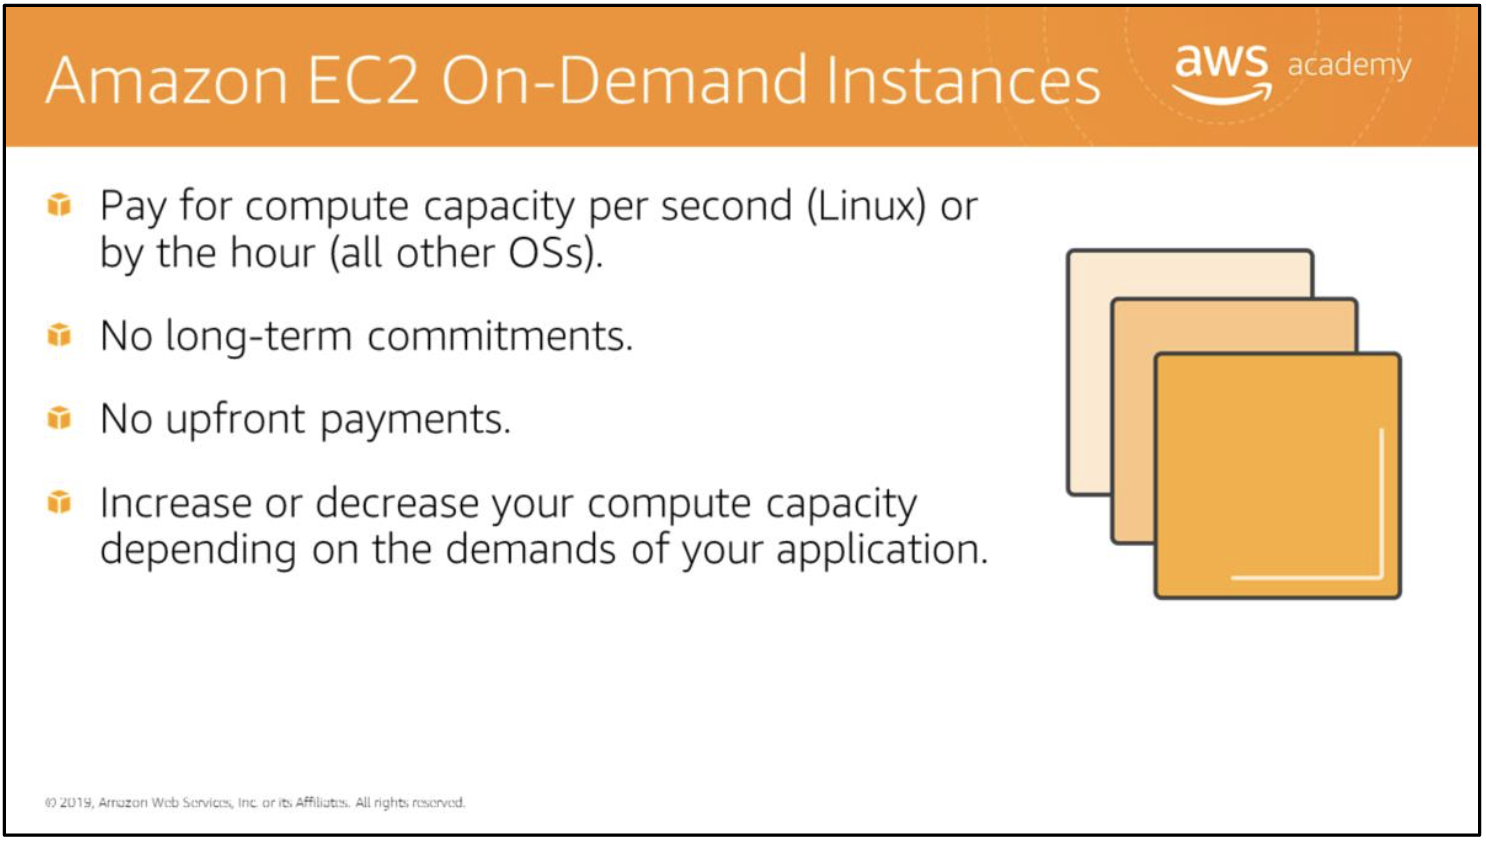 Amazon EC2 On-Demand Instances
aws academy
Pay for compute capacity per second (Linux) or
by the hour (all other OSs).
No long-term commitments.
No upfront payments.
Increase or decrease your compute capacity
depending on the demands of your application.
© 2019, Amazon Web Services, Inc. or its Affiliates. All rights reserved.